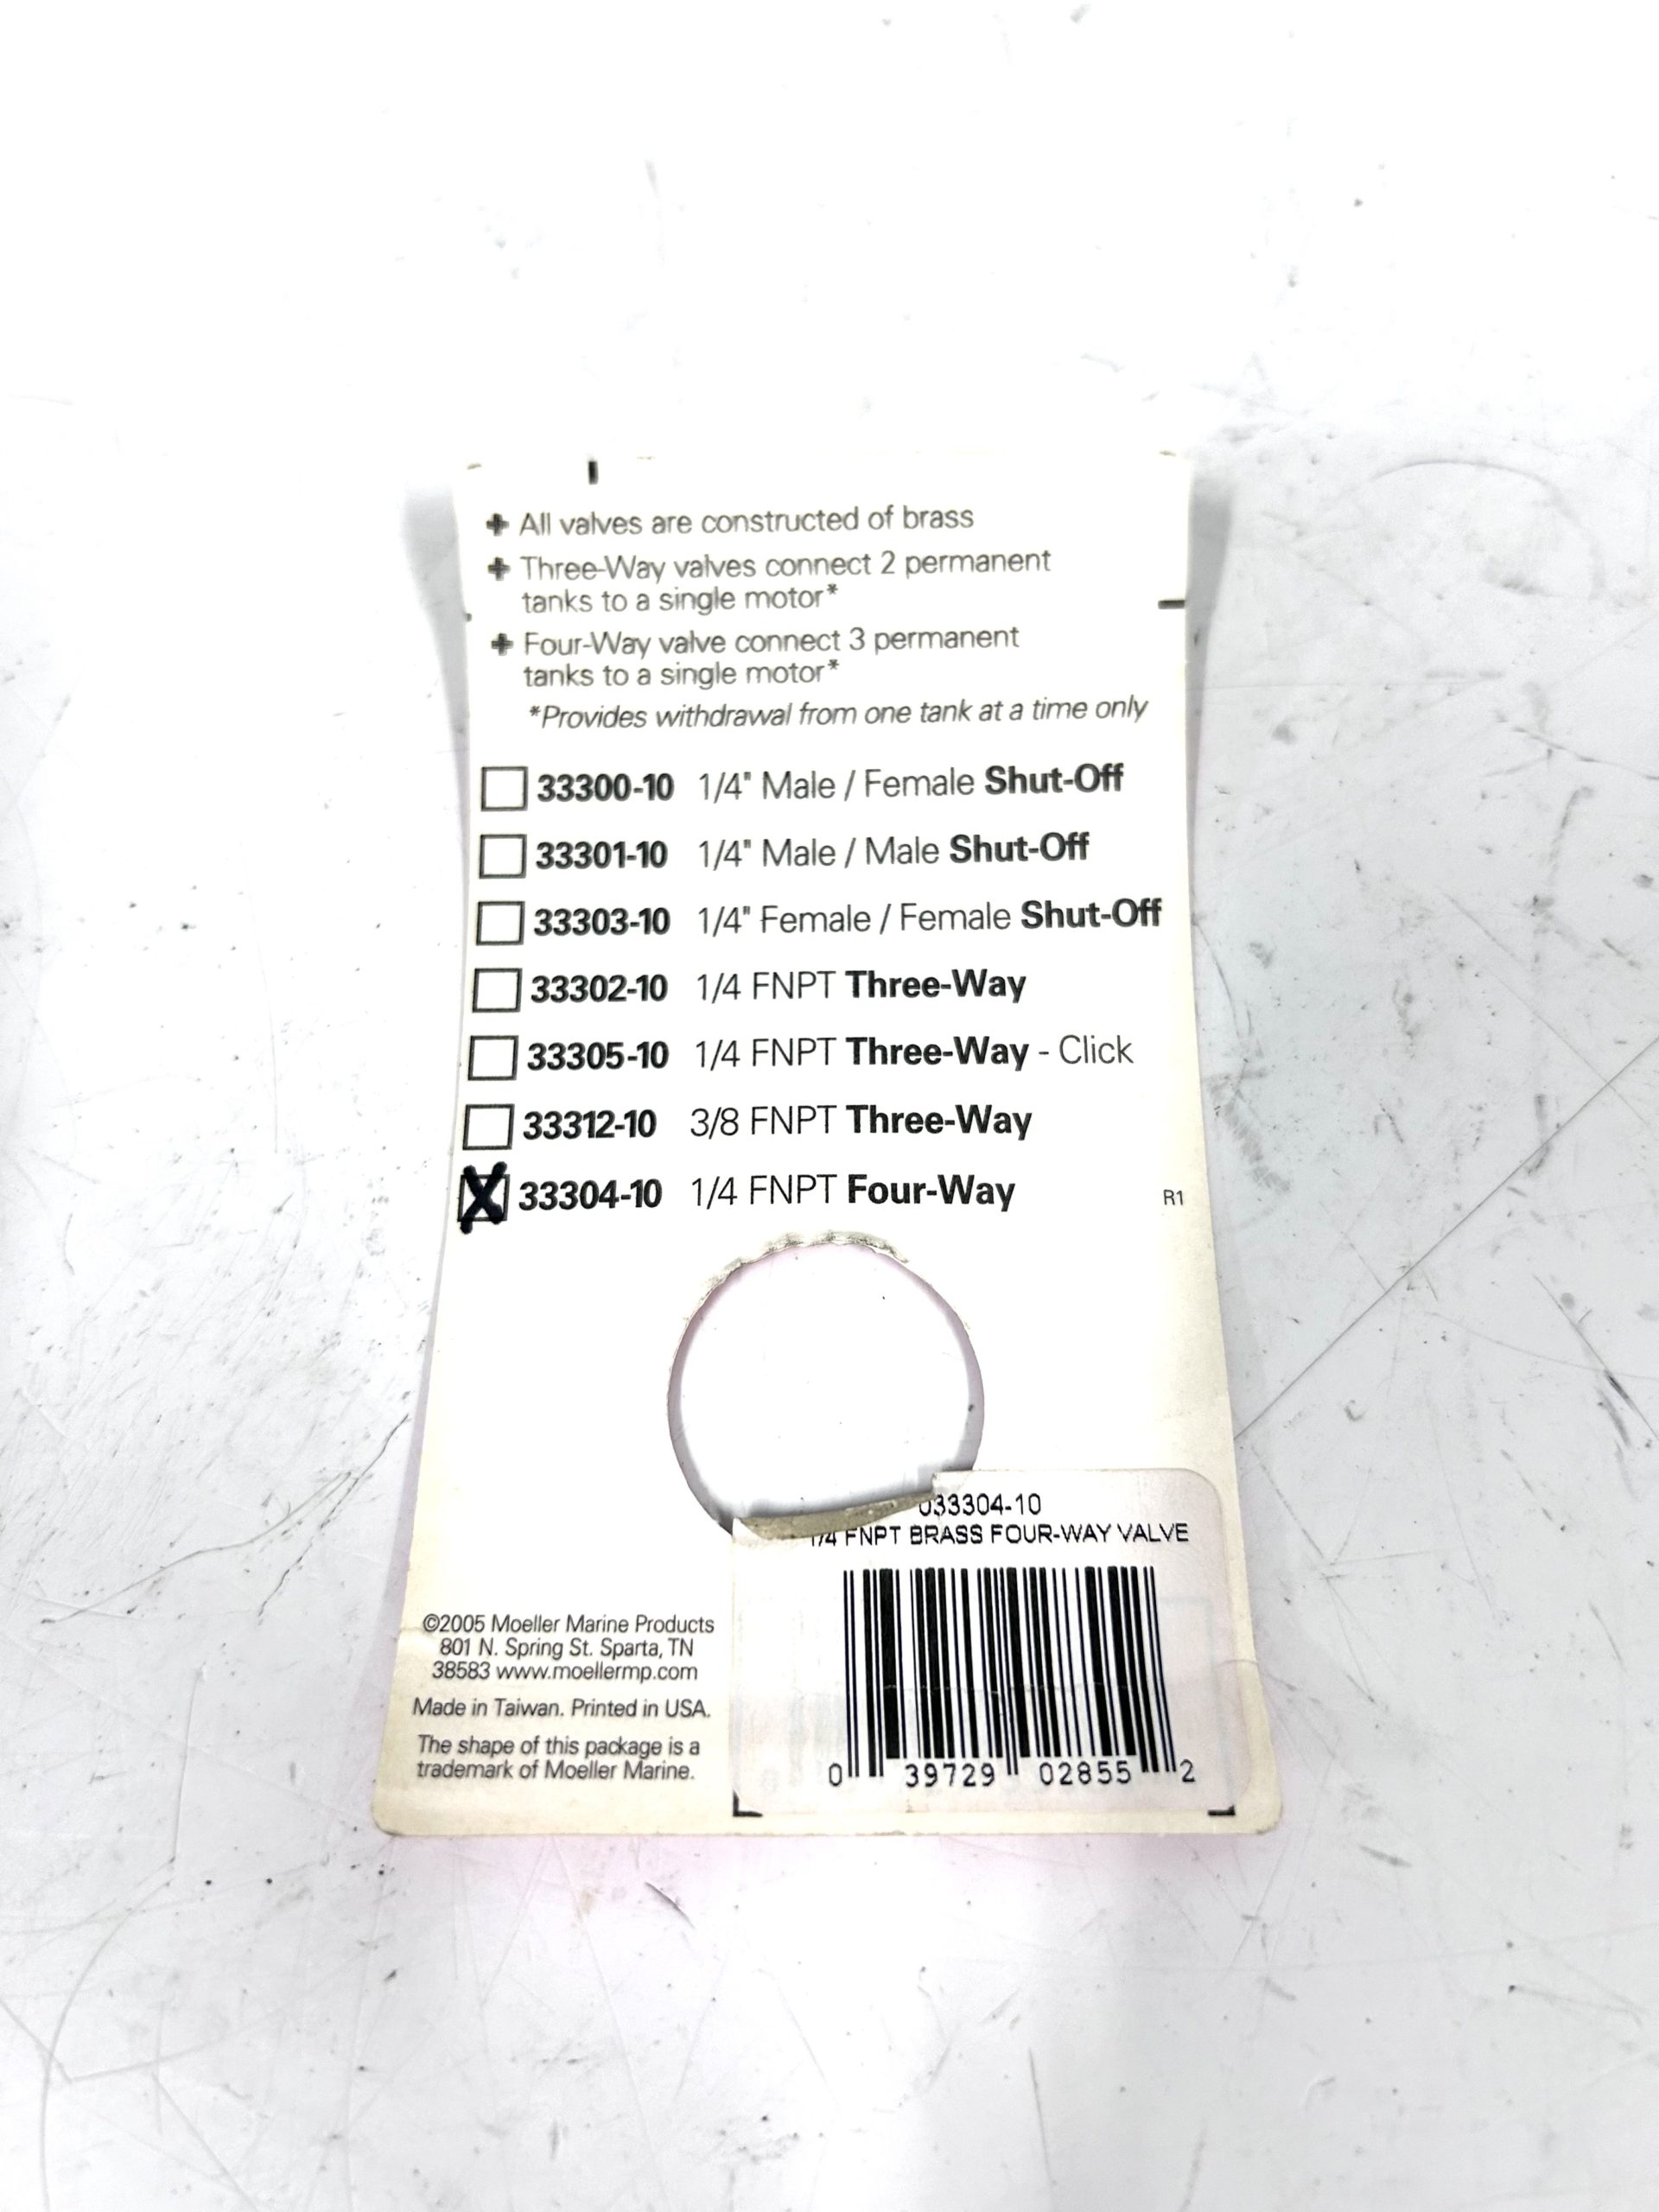 ✚ All valves are constructed of brass
✚ Three-Way valves connect 2 permanent
tanks to a single motor*
✚ Four-Way valve connect 3 permanent
tanks to a single motor*
*Provides withdrawal from one tank at a time only
33300-10 1/4" Male / Female Shut-Off
33301-10 1/4" Male / Male Shut-Off
33303-10 1/4" Female / Female Shut-Off
33302-10 1/4 FNPT Three-Way
33305-10 1/4 FNPT Three-Way - Click
33312-10 3/8 FNPT Three-Way
X 33304-10 1/4 FNPT Four-Way
R1
033304-10
1/4 FNPT BRASS FOUR-WAY VALVE
0 39729 02855 2
©2005 Moeller Marine Products
801 N. Spring St. Sparta, TN
38583 www.moellermp.com
Made in Taiwan. Printed in USA.
The shape of this package is a
trademark of Moeller Marine.